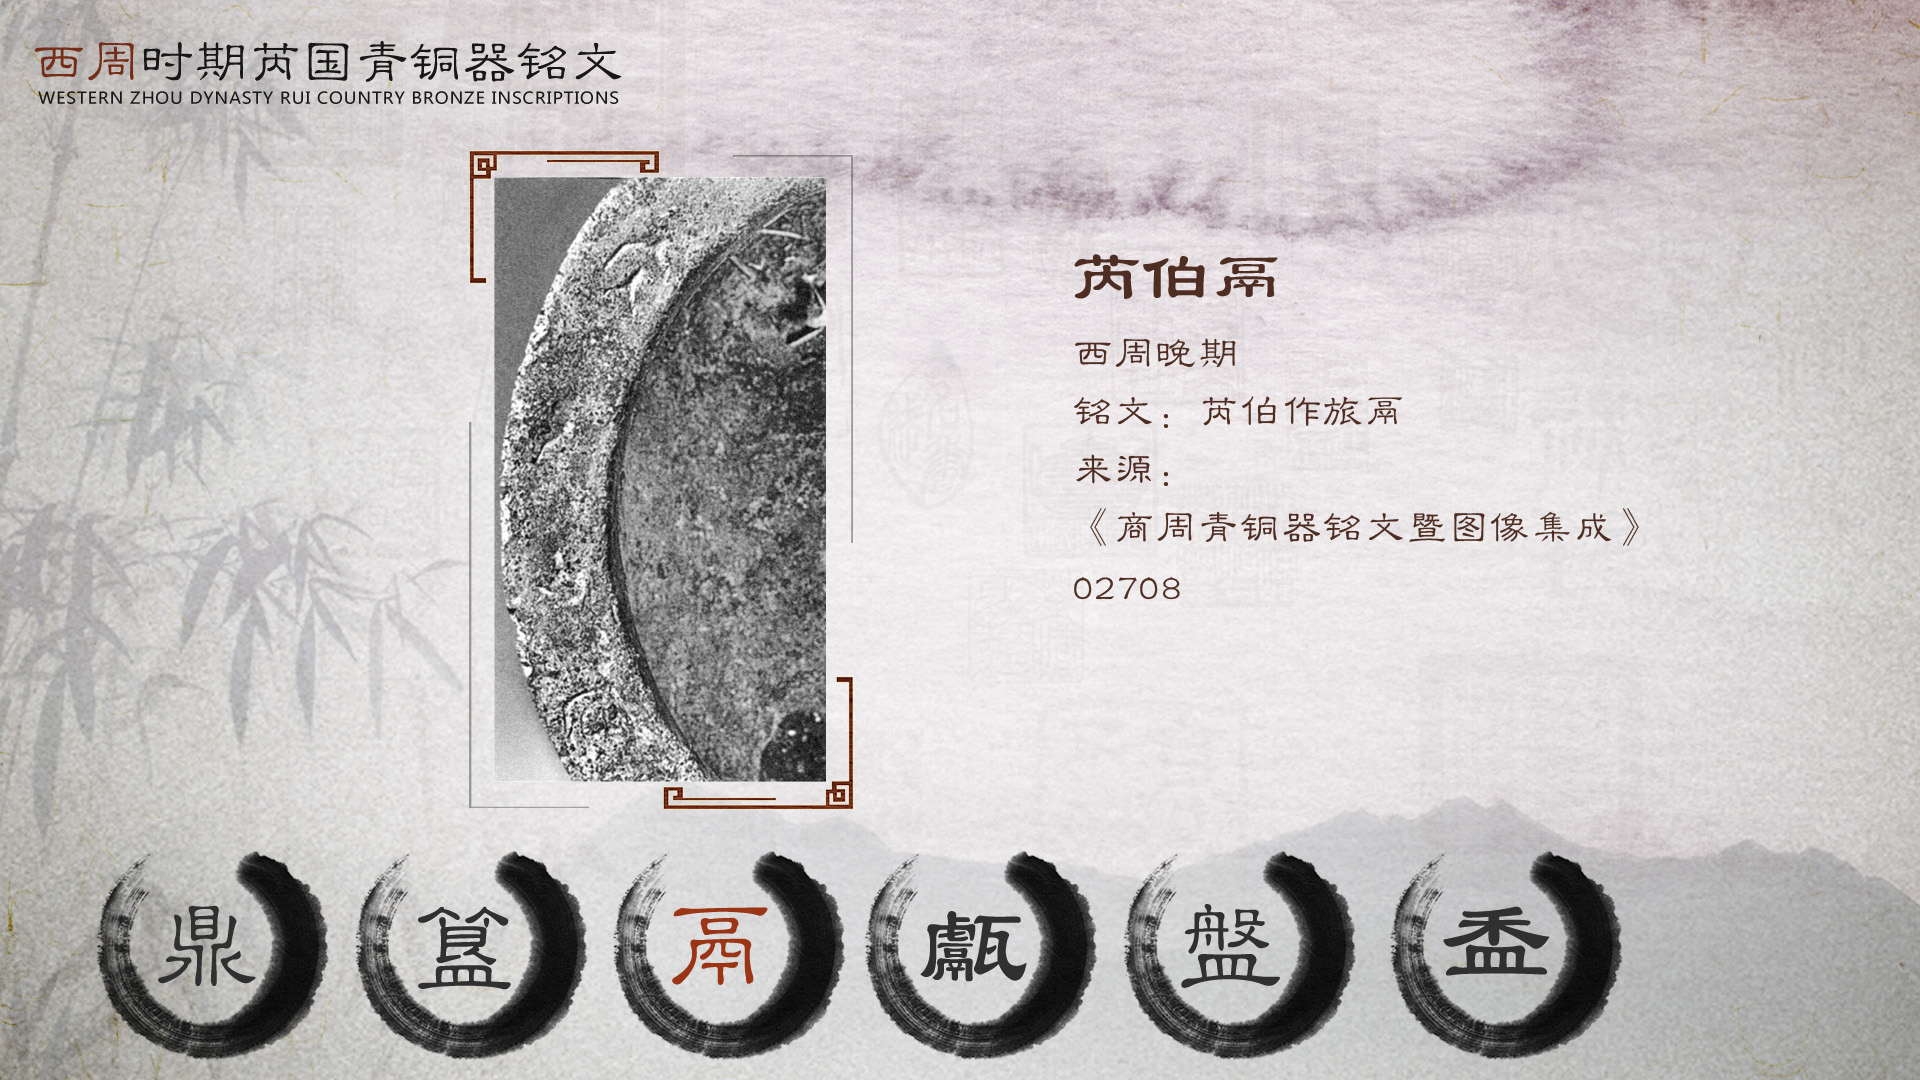 西周时期芮国青铜器铭文
WESTERN ZHOU DYNASTY RUI COUNTRY BRONZE INSCRIPTIONS
芮伯鬲
西周晚期
铭文：芮伯作旅鬲
来源：
《商周青铜器铭文暨图像集成》
02708
鼎 簋 鬲 甗 盘 盉